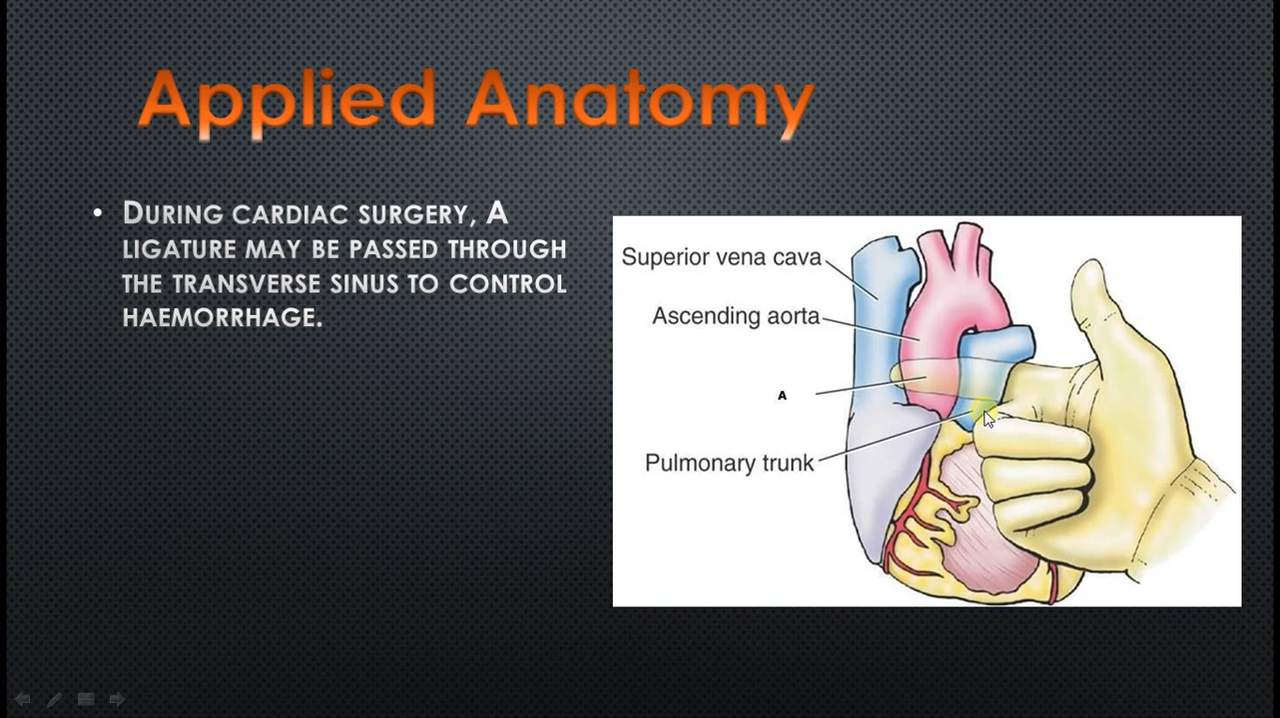 Applied Anatomy
• DURING CARDIAC SURGERY, A
LIGATURE MAY BE PASSED THROUGH
THE TRANSVERSE SINUS TO CONTROL
HAEMORRHAGE.
Superior vena cava
Ascending aorta
A
Pulmonary trunk